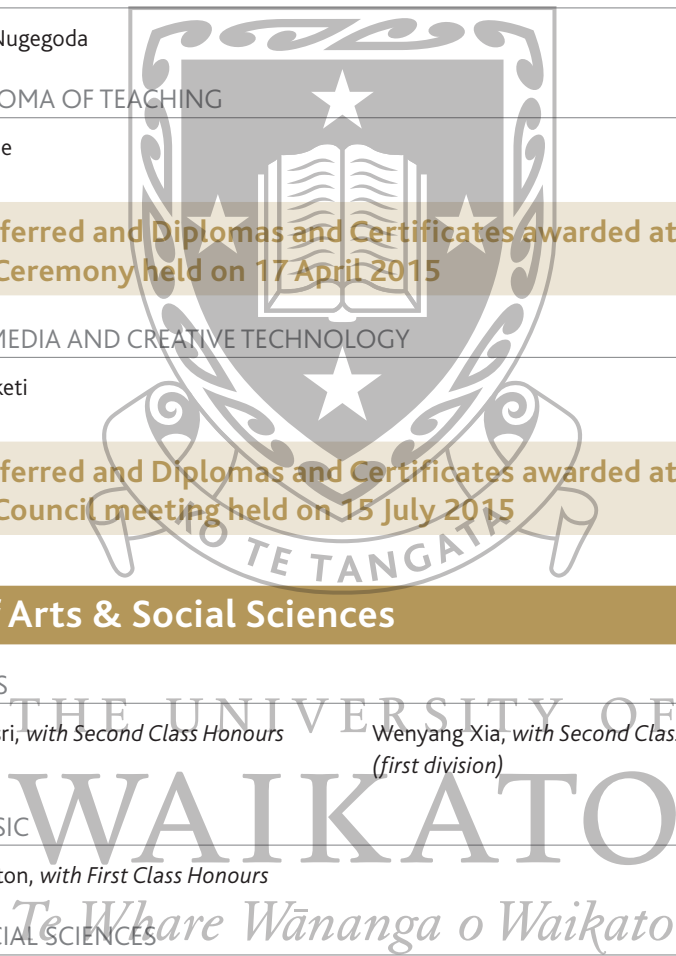 Nugegoda
OMA OF TEACHING
e
ferred and Diplomas and Certificates awarded at
Ceremony held on 17 April 2015
MEDIA AND CREATIVE TECHNOLOGY
keti
ferred and Diplomas and Certificates awarded at
Council meeting held on 15 July 2015
KO TE TANGATA
f Arts & Social Sciences
S
THE UNIVERSITY OF
sri, with Second Class Honours
Wenyang Xia, with Second Clas
(first division)
WAIKATO
SIC
ton, with First Class Honours
Te Whare Wānanga o Waikato
CIAL SCIENCES